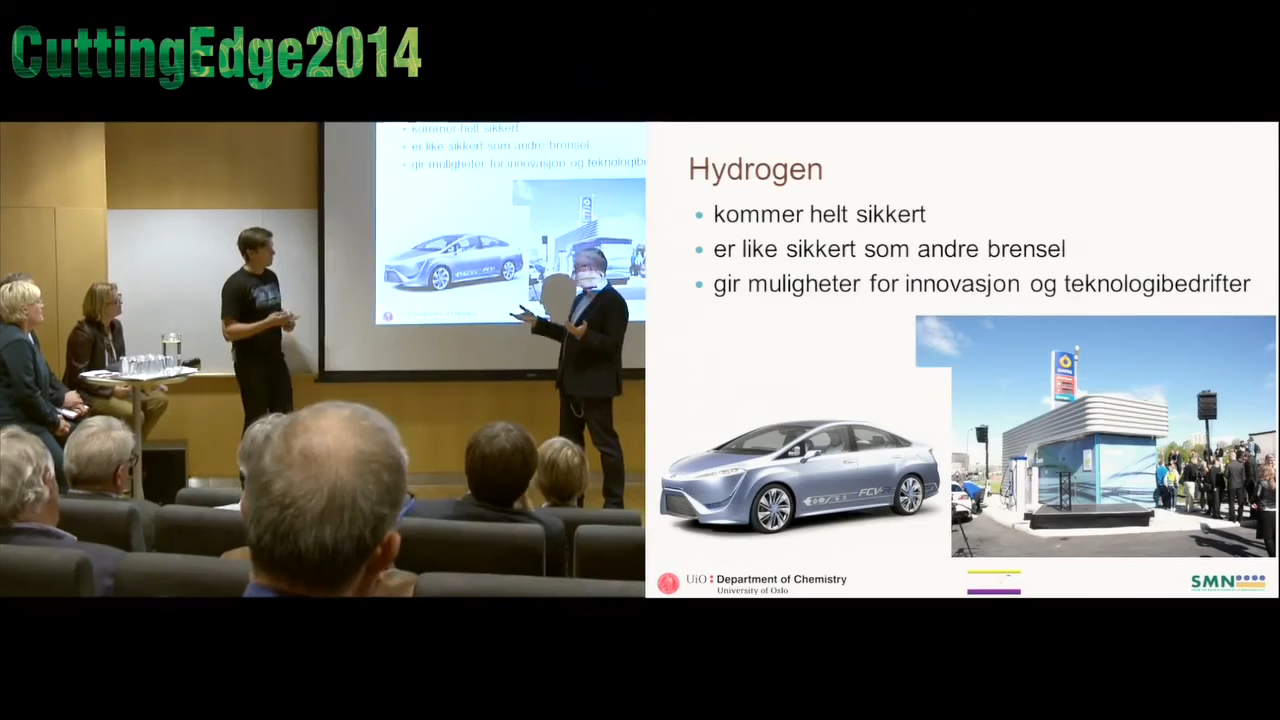 CuttingEdge2014
kommer helt sikkert
er like sikkert som andre brensel
gir muligheter for innovasjon og teknologibe
Hydrogen
kommer helt sikkert
er like sikkert som andre brensel
gir muligheter for innovasjon og teknologibedrifter
FCV
UiO: Department of Chemistry
University of Oslo
SMN